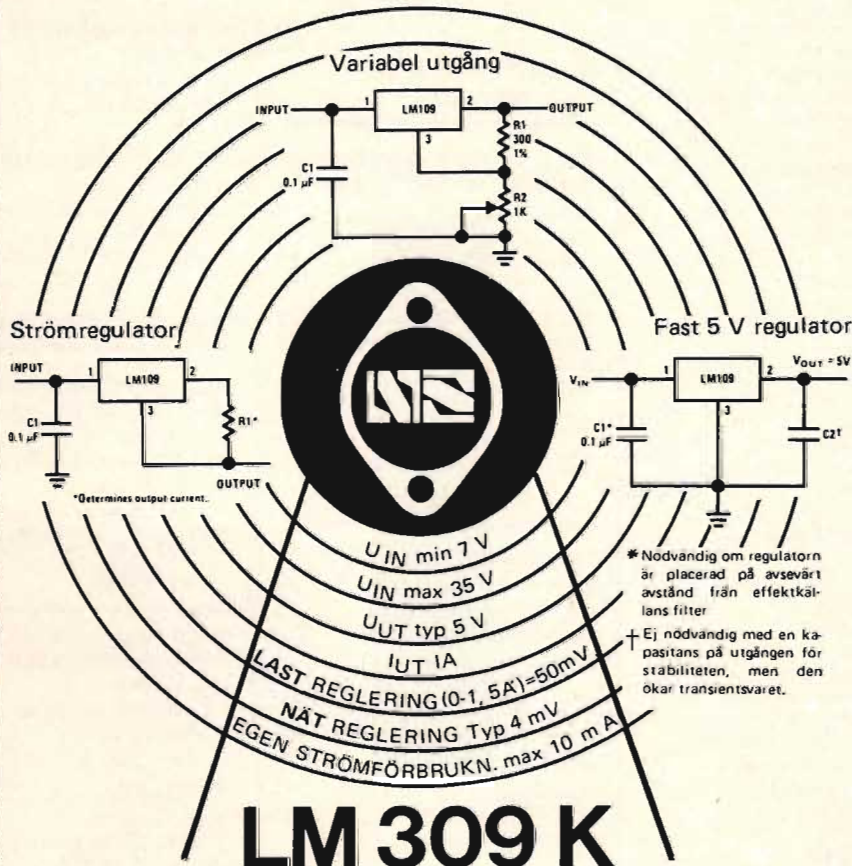 Variabel utgång
INPUT
1
LM109
2
OUTPUT
3
R1
300
1%
C1
0.1 µF
R2
1K
Strömregulator
INPUT
1
LM109
2
3
C1
0.1 µF
R1*
OUTPUT
*Determines output current..
Fast 5 V regulator
VIN
1
LM109
2
VOUT = 5V
3
C1*
0.1 µF
C2†
UIN min 7 V
UIN max 35 V
UUT typ 5 V
IUT 1A
LAST REGLERING (0-1, 5A)=50mV
NÄT REGLERING Typ 4 mV
EGEN STRÖMFÖRBRUKN. max 10 mA
* Nödvandig om regulatorn
är placerad på avsevärt
avstånd från effektkäl-
lans filter
† Ej nödvandig med en ka-
pasitans på utgången för
stabiliteten, men den
ökar transientsvaret.
LM 309 K